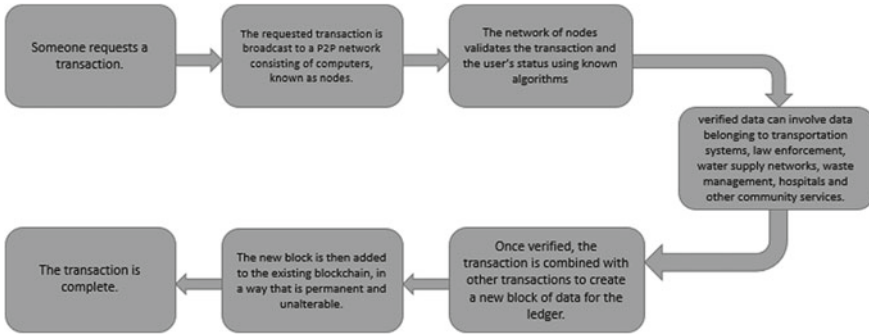 Someone requests a
transaction.
The requested transaction is
broadcast to a P2P network
consisting of computers,
known as nodes.
The network of nodes
validates the transaction and
the user's status using known
algorithms
verified data can involve data
belonging to transportation
systems, law enforcement,
water supply networks, waste
management, hospitals and
other community services.
Once verified, the
transaction is combined with
other transactions to create
a new block of data for the
ledger.
The new block is then added
to the existing blockchain, in
a way that is permanent and
unalterable.
The transaction is
complete.